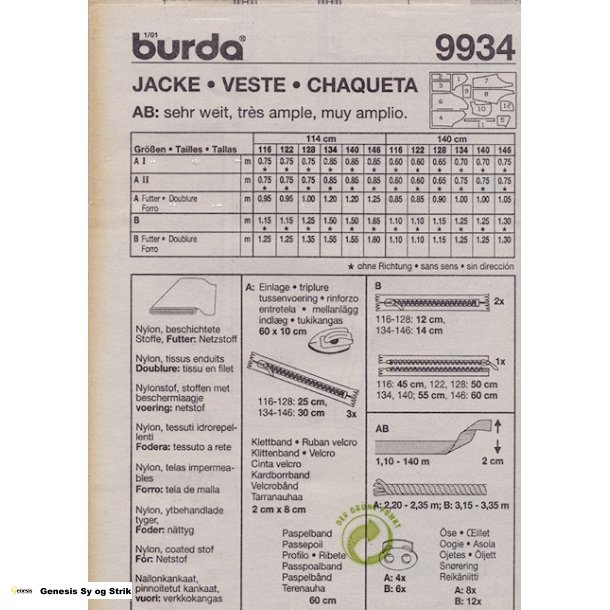 1/01
burda® 9934
JACKE • VESTE • CHAQUETA
AB: sehr weit, très ample, muy amplio.
114 cm 140 cm
Größen • Tailles • Tallas 116 122 128 134 140 146 116 122 128 134 140 146
A I m 0.75 0.75 0.75 0.85 0.85 0.85 0.60 0.60 0.65 0.70 0.70 0.75
A II m 0.75 0.75 0.75 0.85 0.85 0.85 0.60 0.60 0.65 0.75 0.75 0.75
A Futter • Doublure m 0.95 0.95 1.00 1.20 1.20 1.25 0.85 0.85 0.90 1.00 1.00 1.05
Forro
B m 1.15 1.15 1.25 1.50 1.50 1.65 1.10 1.10 1.15 1.25 1.25 1.30
B Futter • Doublure m 1.25 1.25 1.35 1.55 1.55 1.60 1.10 1.15 1.15 1.25 1.25 1.30
Forro
★ ohne Richtung • sans sens • sin dirección
Nylon, beschichtete
Stoffe, Futter: Netzstoff
Nylon, tissus enduits
Doublure: tissu en filet
Nylonstof, stoffen met
beschermlaagje
voering: netstof
Nylon, tessuti idrorepel-
lenti
Fodera: tessuto a rete
Nylon, telas impermea-
bles
Forro: tela de malla
Nylon, ytbehandlade
tyger,
Foder: nättyg
Nylon, coated stof
Fór: Netstof
Nailonkankaat,
pinnoitetut kankaat,
vuori: verkkokangas
A: Einlage • triplure
tussenvoering • rinforzo
entretela • mellanlägg
indlæg • tukikangas
60 x 10 cm
116-128: 25 cm,
134-146: 30 cm 3x
Klettband • Ruban velcro
Klittenband • Velcro
Cinta velcro
Kardborrband
Velcrobånd
Tarranauhaa
2 cm x 8 cm
Paspelband
Passepoil
Profilo • Ribete
Passpoalband
Paspelbånd
Terenauha
60 cm
B
2x
116-128: 12 cm,
134-146: 14 cm
1x
116: 45 cm, 122, 128: 50 cm
134, 140: 55 cm, 146: 60 cm
AB
1,10 - 140 m 2 cm
A: 2,20 - 2,35 m; B: 3,15 - 3,35 m
DER GRÜNE PUNKT
A: 4x
B: 6x
Öse • Œillet
Oogie • Asola
Ojetes • Öljett
Snørering
Reikäniitti
A: 8x
B: 12x
Genesis Genesis Sy og Strik